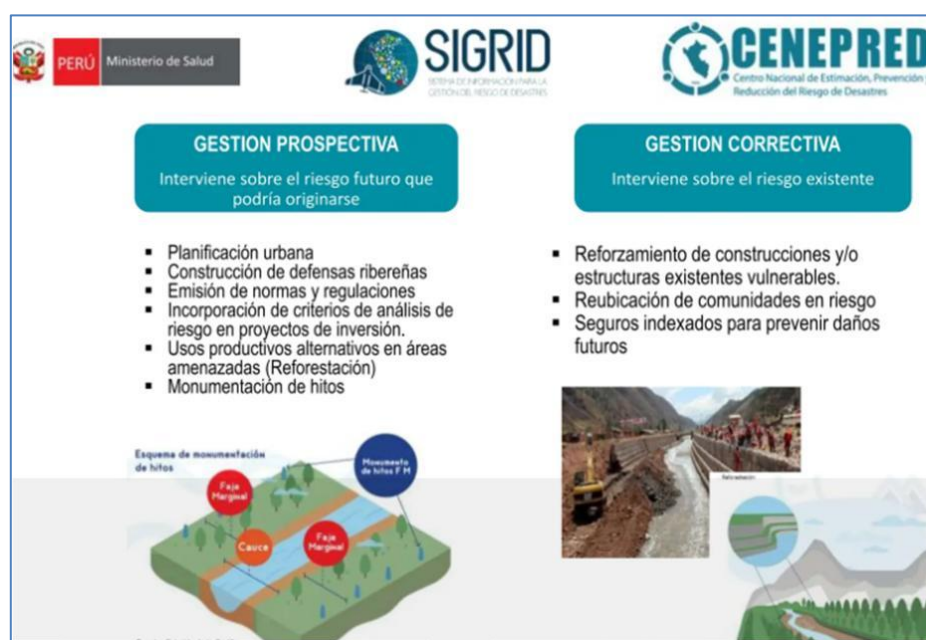 PERÚ
Ministerio de Salud
SIGRID
SISTEMA DE INFORMACIÓN PARA LA
GESTIÓN DEL RIESGO DE DESASTRES
CENEPRED
Centro Nacional de Estimación, Prevención y
Reducción del Riesgo de Desastres
GESTION PROSPECTIVA
Interviene sobre el riesgo futuro que
podría originarse
▪ Planificación urbana
▪ Construcción de defensas ribereñas
▪ Emisión de normas y regulaciones
▪ Incorporación de criterios de análisis de
riesgo en proyectos de inversión.
▪ Usos productivos alternativos en áreas
amenazadas (Reforestación)
▪ Monumentación de hitos
Esquema de monumentación
de hitos
Faja
Marginal
Monumento
de hitos F M
Cauce
Faja
Marginal
GESTION CORRECTIVA
Interviene sobre el riesgo existente
▪ Reforzamiento de construcciones y/o
estructuras existentes vulnerables.
▪ Reubicación de comunidades en riesgo
▪ Seguros indexados para prevenir daños
futuros
Reforestación